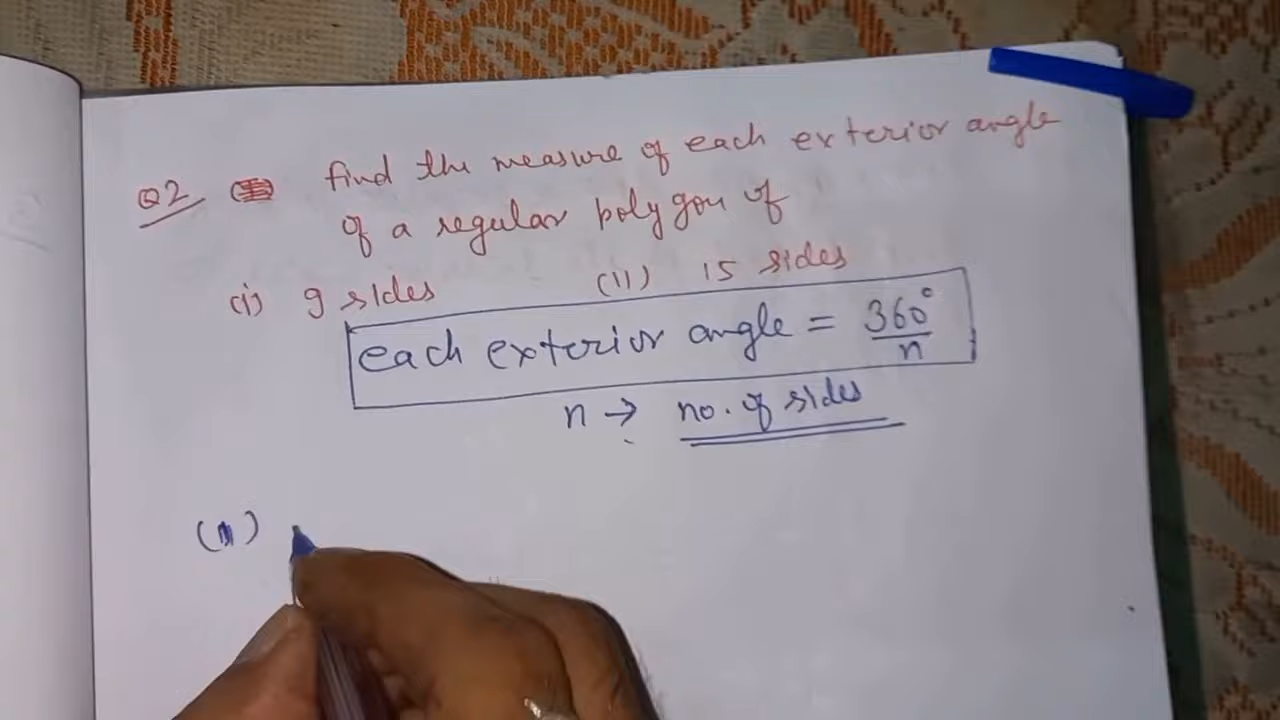 Q2 find the measure of each exterior angle
of a regular polygon of
(i) 9 sides (ii) 15 sides
each exterior angle = 360°/n
n → no. of sides
(i)